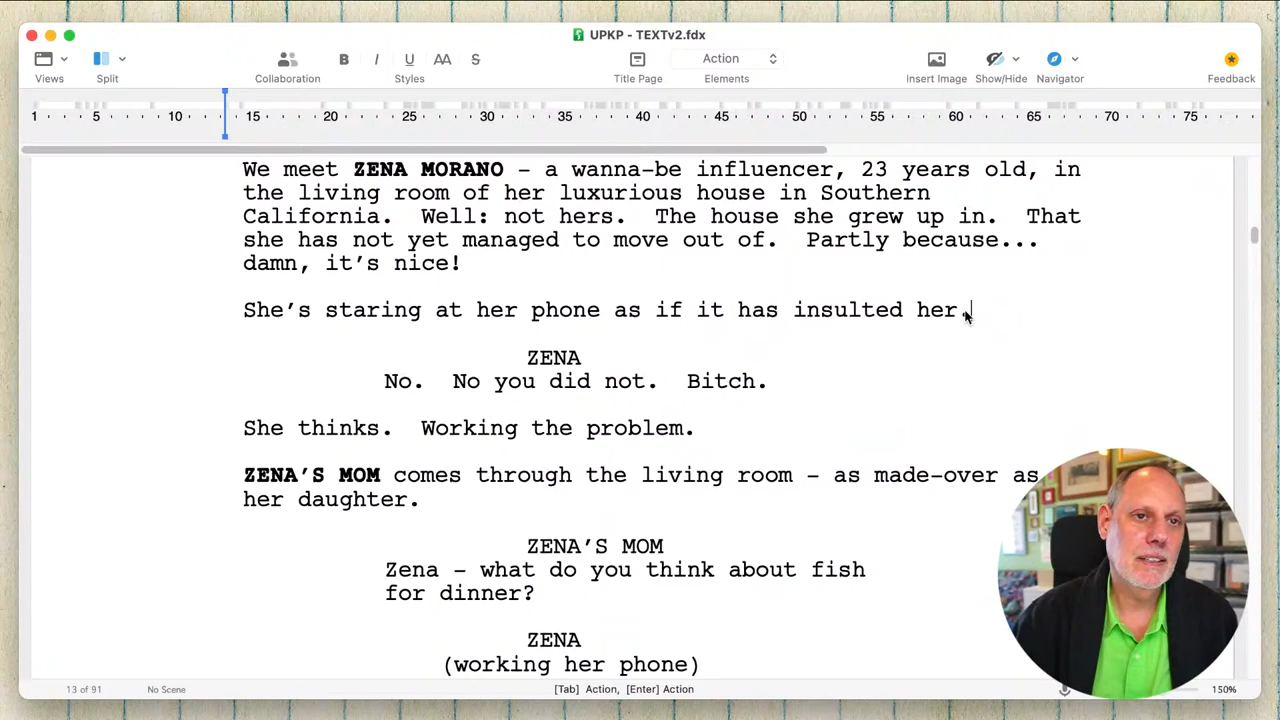 UPKP - TEXTv2.fdx
Views Split Collaboration B I U AA S Styles Title Page Action Elements Insert Image Show/Hide Navigator Feedback
1 5 10 15 20 25 30 35 40 45 50 55 60 65 70 75
We meet ZENA MORANO – a wanna-be influencer, 23 years old, in
the living room of her luxurious house in Southern
California.  Well: not hers.  The house she grew up in.  That
she has not yet managed to move out of.  Partly because...
damn, it’s nice!
She’s staring at her phone as if it has insulted her.
ZENA
No.  No you did not.  Bitch.
She thinks.  Working the problem.
ZENA’S MOM comes through the living room – as made-over as
her daughter.
ZENA’S MOM
Zena – what do you think about fish
for dinner?
ZENA
(working her phone)
13 of 91 No Scene [Tab] Action, [Enter] Action 150%